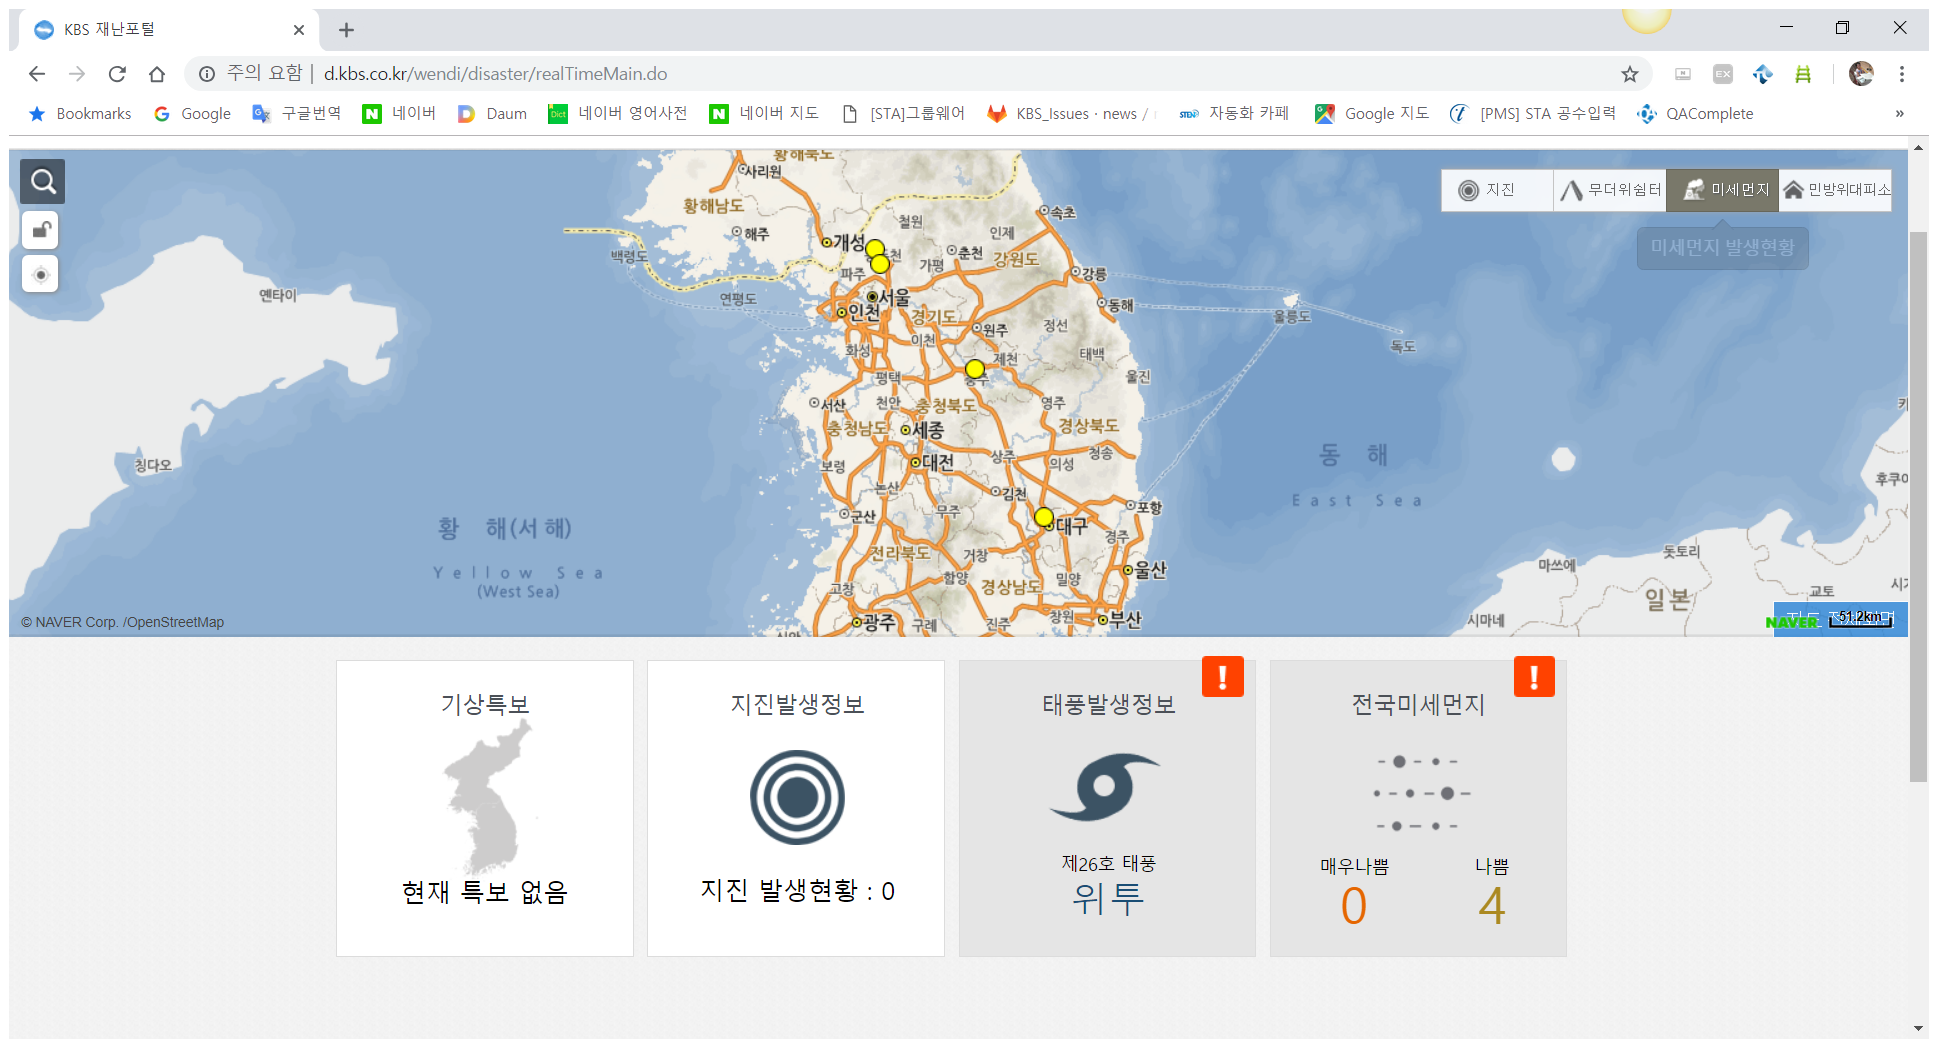 KBS 재난포털
주의 요함 | d.kbs.co.kr/wendi/disaster/realTimeMain.do
EX
Bookmarks Google 구글번역 네이버 Daum 네이버 영어사전 네이버 지도 [STA]그룹웨어 KBS_Issues · news / 자동화 카페 Google 지도 [PMS] STA 공수입력 QAComplete »
황해북도
사리원
지진 무더위쉼터 미세먼지 민방위대피소
황해남도
속초
철원
해주
인제
개성
미세먼지 발생현황
백령도
춘천
강원도
가평
파주
강릉
옌타이
연평도
서울
동해
인천
경기도
울릉도
정선
원주
이천
독도
화성
제천
태백
평택
울진
충주
서산
천안
충청북도
영주
충청남도
세종
경상북도
동 해
청송
상주
대전
의성
보령
칭다오
후쿠이
논산
김천
East Sea
포항
무주
군산
황 해(서해)
대구
경주
전라북도
거창
돗토리
마쓰에
울산
Yellow Sea
(West Sea)
함양
밀양
경상남도
고창
교토
일본
창원
부산
시마네
광주
구례
진주
© NAVER Corp. /OpenStreetMap
NAVER 51.2km
기상특보
현재 특보 없음
지진발생정보
지진 발생현황 : 0
태풍발생정보
제26호 태풍
위투
전국미세먼지
매우나쁨 나쁨
0 4